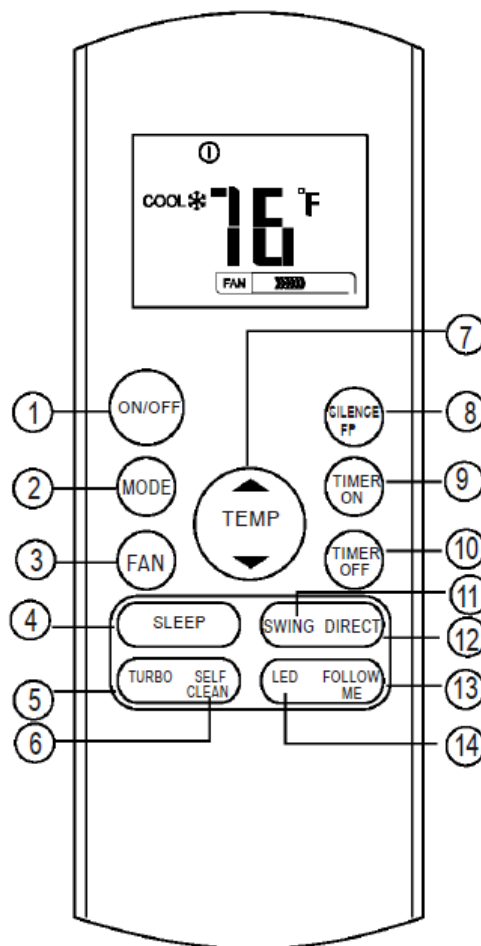 COOL 76 °F
FAN
7
1
ON/OFF
SILENCE
FP
8
2
MODE
TEMP
TIMER
ON
9
3
FAN
TIMER
OFF
10
11
4
SLEEP
SWING DIRECT
12
5
TURBO SELF
CLEAN
LED FOLLOW
ME
13
6
14